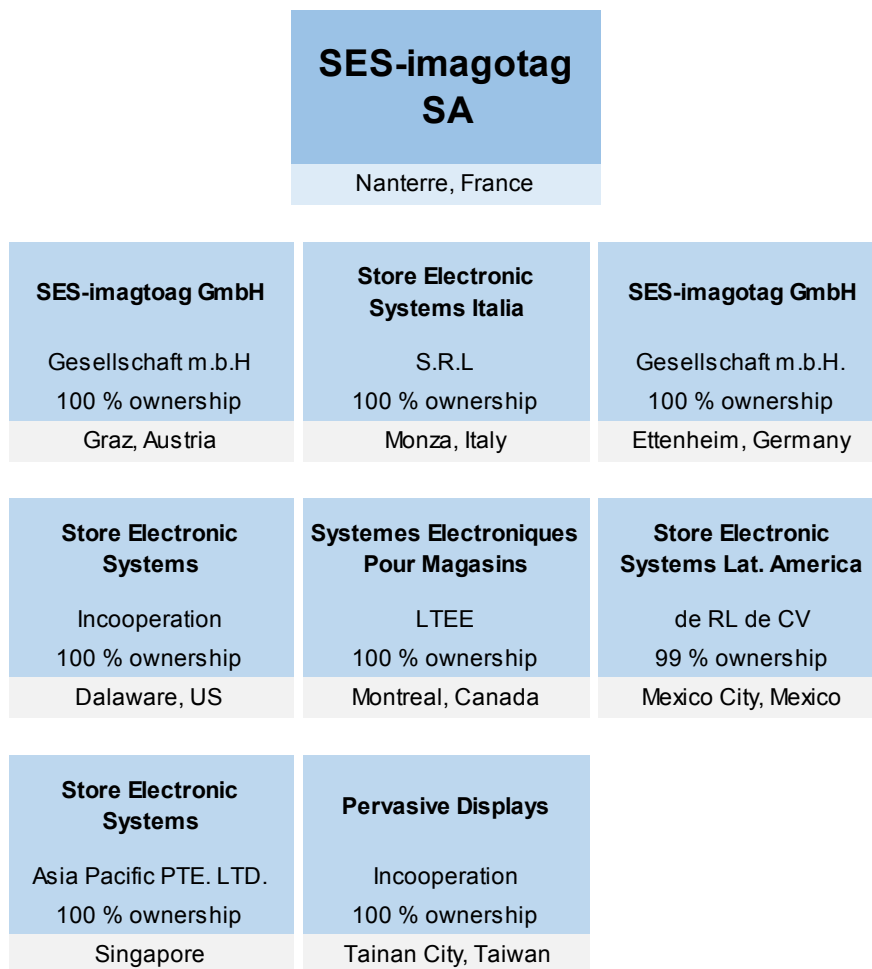 SES-imagotag
SA
Nanterre, France
SES-imagtoag GmbH
Gesellschaft m.b.H
100 % ownership
Graz, Austria
Store Electronic
Systems Italia
S.R.L
100 % ownership
Monza, Italy
SES-imagotag GmbH
Gesellschaft m.b.H.
100 % ownership
Ettenheim, Germany
Store Electronic
Systems
Incooperation
100 % ownership
Dalaware, US
Systemes Electroniques
Pour Magasins
LTEE
100 % ownership
Montreal, Canada
Store Electronic
Systems Lat. America
de RL de CV
99 % ownership
Mexico City, Mexico
Store Electronic
Systems
Asia Pacific PTE. LTD.
100 % ownership
Singapore
Pervasive Displays
Incooperation
100 % ownership
Tainan City, Taiwan